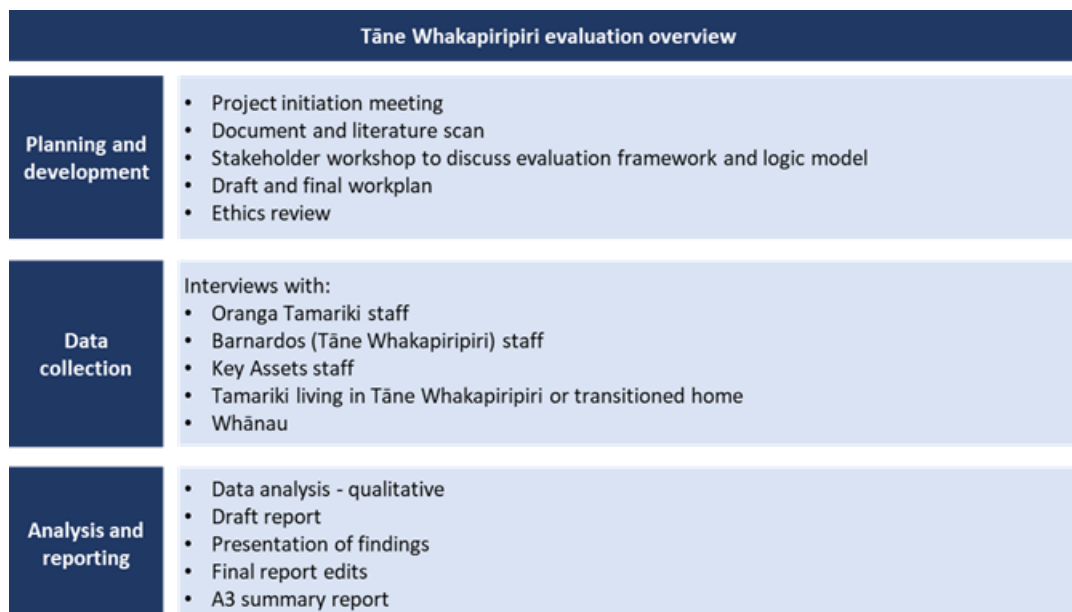 Tāne Whakapiripiri evaluation overview
Planning and
development
• Project initiation meeting
• Document and literature scan
• Stakeholder workshop to discuss evaluation framework and logic model
• Draft and final workplan
• Ethics review
Data
collection
Interviews with:
• Oranga Tamariki staff
• Barnardos (Tāne Whakapiripiri) staff
• Key Assets staff
• Tamariki living in Tāne Whakapiripiri or transitioned home
• Whānau
Analysis and
reporting
• Data analysis - qualitative
• Draft report
• Presentation of findings
• Final report edits
• A3 summary report